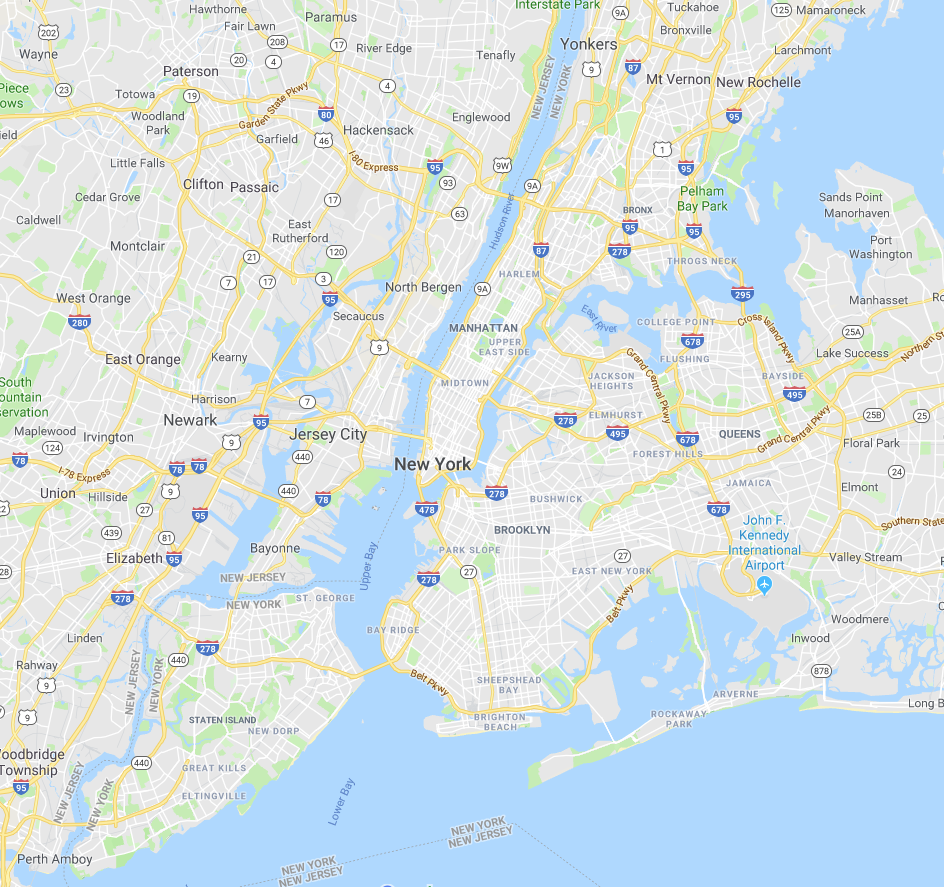 Hawthorne
Interstate Park
9A
Tuckahoe
125
Mamaroneck
Fair Lawn
Paramus
202
208
17
River Edge
Bronxville
Wayne
20
4
Tenafly
Yonkers
Larchmont
Paterson
9
87
Mt Vernon
New Rochelle
Piece
23
Totowa
19
Garden State Pkwy
4
NEW JERSEY
NEW YORK
Woodland
Park
80
Englewood
95
Garfield
46
Hackensack
1
Little Falls
I-80 Express
95
9W
95
Clifton
Passaic
93
9A
Pelham
Bay Park
Cedar Grove
17
Sands Point
Caldwell
63
Hudson River
BRONX
Manorhaven
East
Rutherford
95
95
Montclair
120
87
278
Port
Washington
21
THROGS NECK
7
17
3
HARLEM
North Bergen
9A
West Orange
95
295
Manhasset
280
Secaucus
East River
COLLEGE POINT
Cross Island Pkwy
MANHATTAN
25A
9
UPPER
EAST SIDE
678
Northern St
East Orange
Kearny
FLUSHING
Lake Success
Grand Central Pkwy
South
ountain
servation
MIDTOWN
JACKSON
HEIGHTS
BAYSIDE
Harrison
7
495
Newark
95
278
ELMHURST
25B
25
Maplewood
Irvington
9
Jersey City
495
678
QUEENS
Grand Central Pkwy
Floral Park
124
440
FOREST HILLS
78
I-78 Express
78
78
New York
24
Union
Hillside
9
440
78
278
BUSHWICK
JAMAICA
Elmont
27
95
478
678
Southern State
439
BROOKLYN
John F.
Kennedy
International
Airport
81
Bayonne
Upper Bay
PARK SLOPE
27
Valley Stream
Elizabeth
95
28
NEW JERSEY
NEW YORK
278
27
EAST NEW YORK
278
ST. GEORGE
Belt Pkwy
Linden
BAY RIDGE
Woodmere
278
Inwood
Rahway
440
NEW JERSEY
NEW YORK
878
9
Belt Pkwy
SHEEPSHEAD
BAY
ARVERNE
9
STATEN ISLAND
BRIGHTON
BEACH
ROCKAWAY
PARK
Long B
NEW DORP
oodbridge
Township
440
GREAT KILLS
95
NEW JERSEY
NEW YORK
ELTINGVILLE
Lower Bay
NEW YORK
NEW JERSEY
Perth Amboy
NEW YORK
NEW JERSEY